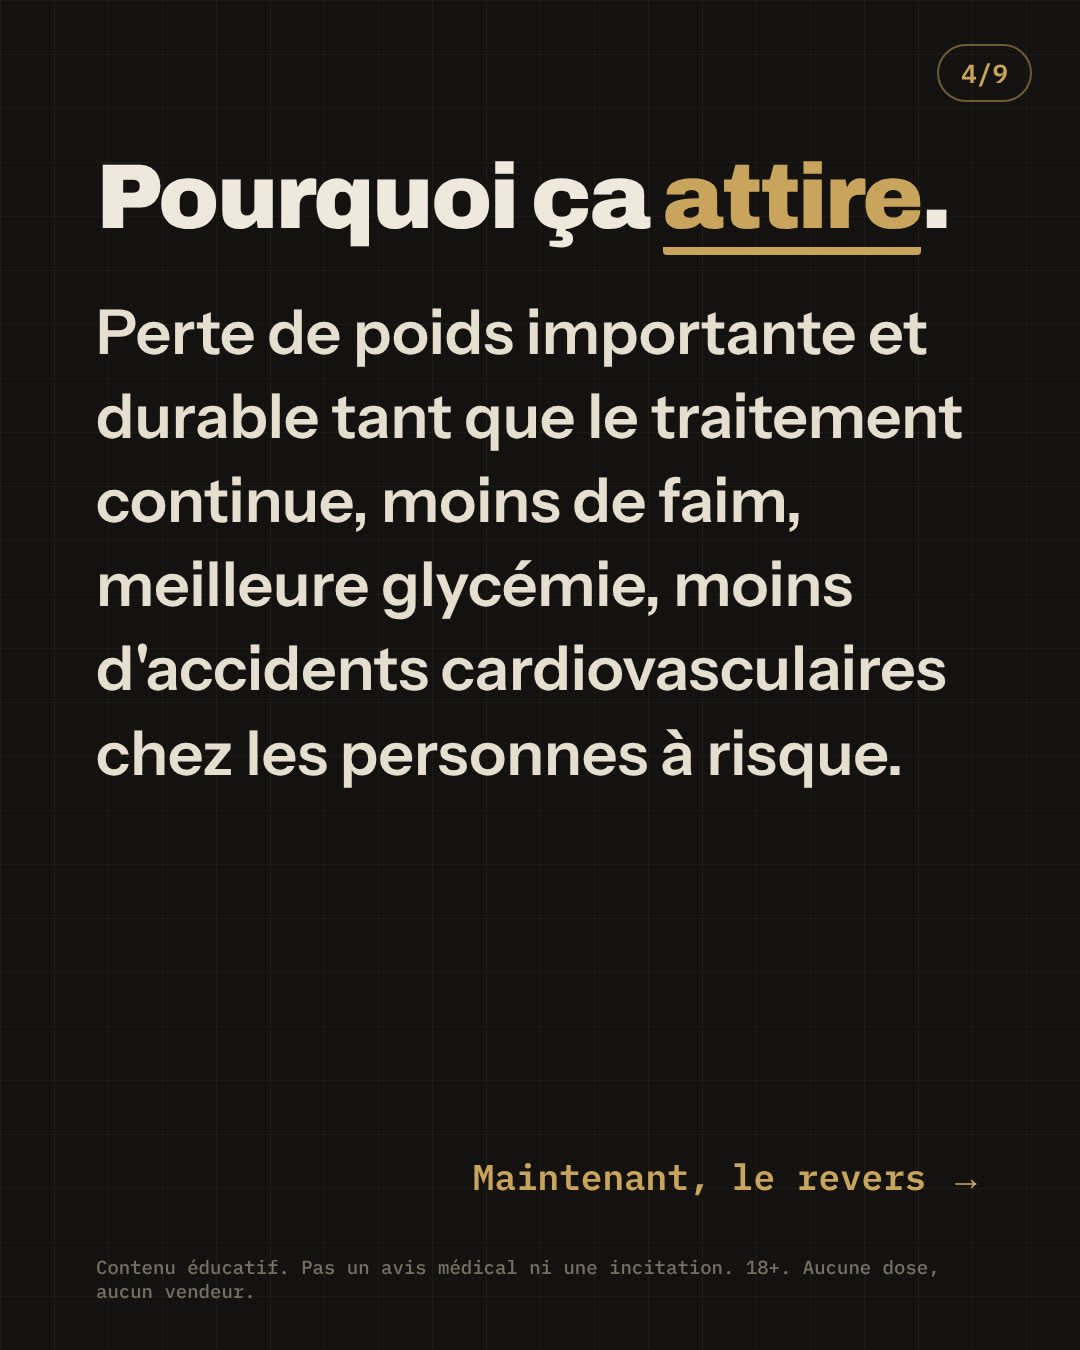 4/9
Pourquoi ça attire.
Perte de poids importante et
durable tant que le traitement
continue, moins de faim,
meilleure glycémie, moins
d'accidents cardiovasculaires
chez les personnes à risque.
Maintenant, le revers →
Contenu éducatif. Pas un avis médical ni une incitation. 18+. Aucune dose,
aucun vendeur.